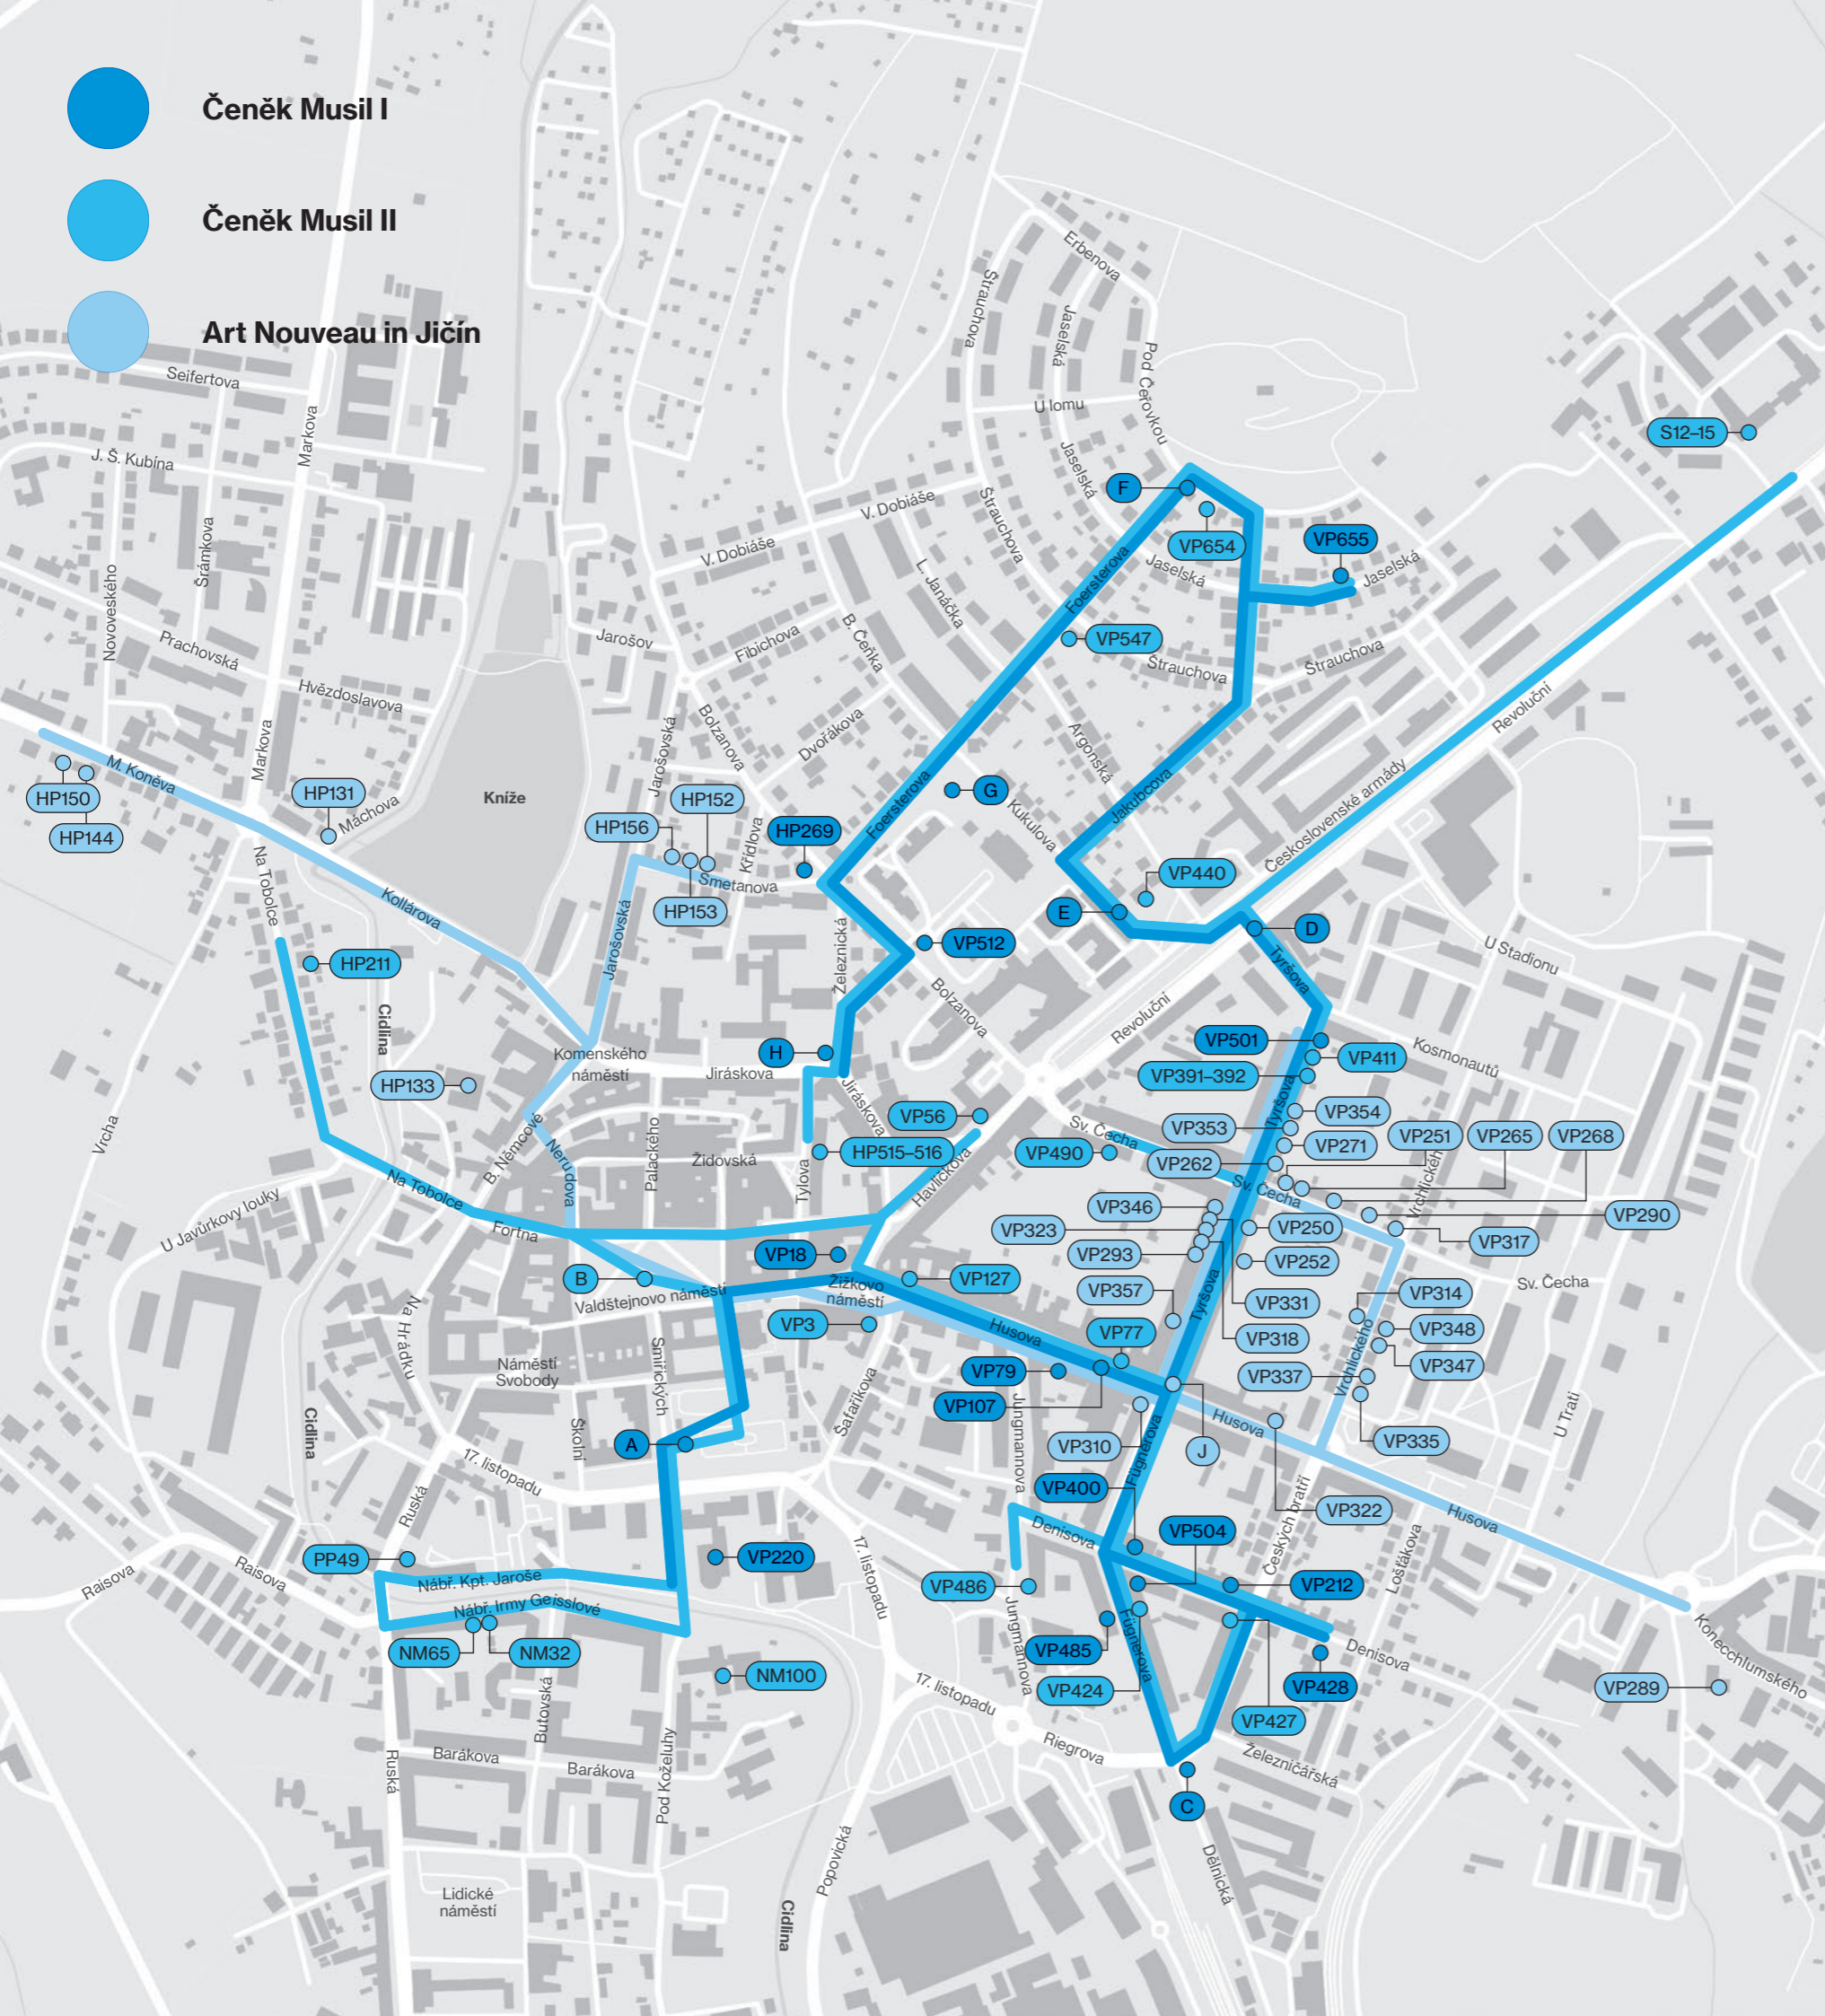 Čeněk Musil I
Čeněk Musil II
Art Nouveau in Jičín
Seifertova
Markova
J. Š. Kubína
Šrámkova
Novoveského
Prachovská
Hvězdoslavova
Markova
M. Koněva
HP150
HP144
HP131
Máchova
Kníže
Na Tobolce
Kollárova
HP211
Cidlina
HP133
Erbenova
Štrauchova
Jaselská
Pod Čeřovkou
U lomu
Jaselská
F
VP654
VP655
Jaselská
Jaselská
S12–15
V. Dobiáše
V. Dobiáše
Štrauchova
L. Janáčka
Foersterova
VP547
Štrauchova
Štrauchova
Jarošov
Fibichova
B. Čeňka
Bolzanova
Dvořákova
Jarošovská
Argonská
Jakubcova
Revoluční
Československé armády
G
Kukulova
HP152
HP156
HP269
HP153
Křídlova
Smetanova
Foersterova
VP440
E
D
Jarošovská
Železnická
VP512
Bolzanova
Tyršova
U Stadionu
Revoluční
Komenského
náměstí
Jiráskova
H
Jiráskova
VP501
VP411
VP391–392
Kosmonautů
Tyršova
VP354
VP353
VP271
VP251
VP265
VP268
VP262
Sv. Čecha
VP56
VP490
HP515–516
Vrcha
B. Němcové
Nerudova
Palackého
Židovská
Tylova
Havlíčkova
Sv. Čecha
VP290
VP317
VP346
VP323
VP293
VP250
VP252
VP357
VP331
VP318
Sv. Čecha
Na Tobolce
U Javůrkovy louky
Fortna
B
VP18
Valdštejnovo náměstí
Žižkovo
náměstí
VP127
VP3
Husova
VP77
VP79
VP107
Tyršova
VP314
VP348
VP347
VP337
VP335
Vrchlického
Na Hrádku
Náměstí
Svobody
Smiřických
Školní
Šafaříkova
Jungmannova
VP310
J
Husova
VP322
Husova
U Trati
Cidlina
A
17. listopadu
Ruská
Fügnerova
VP400
VP504
Denisova
Českých bratří
Lošťákova
PP49
VP220
Raisova
Raisova
Nábř. Kpt. Jaroše
Nábř. Irmy Geisslové
NM65
NM32
NM100
17. listopadu
VP486
VP212
VP485
Fügnerova
Jungmannova
VP424
VP427
VP428
Denisova
VP289
Konecchlumského
Butovská
17. listopadu
Riegrova
Železničářská
C
Ruská
Barákova
Barákova
Pod Koželuhy
Popovická
Dělnická
Lidické
náměstí
Cidlina